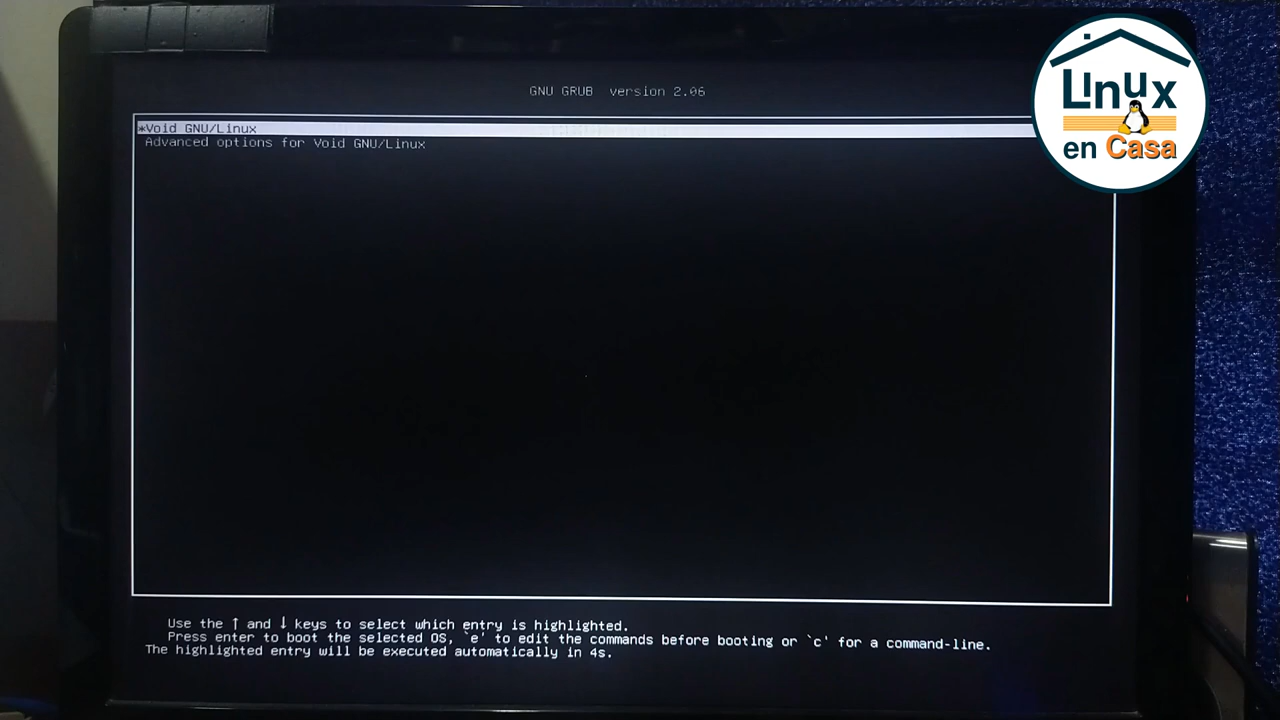 GNU GRUB version 2.06
*Void GNU/Linux
Advanced options for Void GNU/Linux
Use the ↑ and ↓ keys to select which entry is highlighted.
Press enter to boot the selected OS, `e' to edit the commands before booting or `c' for a command-line.
The highlighted entry will be executed automatically in 4s.
Linux
en Casa